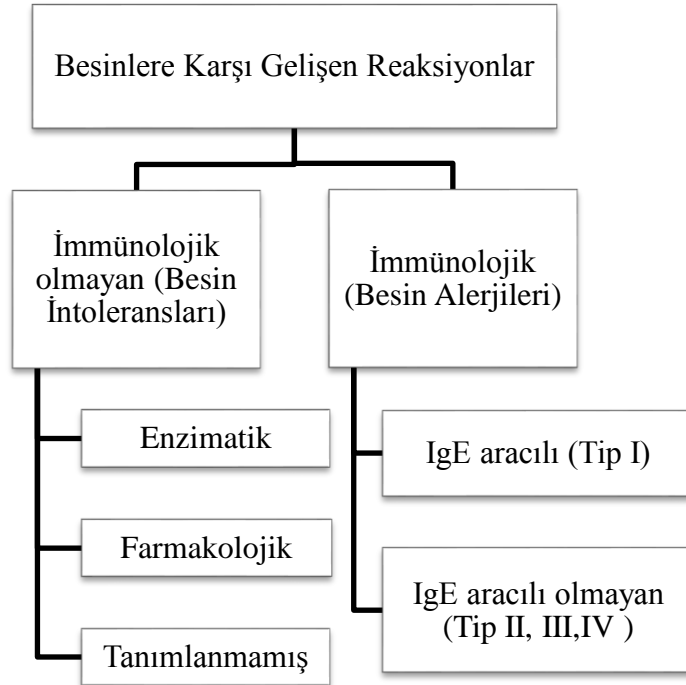 Besinlere Karşı Gelişen Reaksiyonlar
İmmünolojik
olmayan (Besin
İntoleransları)
Enzimatik
Farmakolojik
Tanımlanmamış
İmmünolojik
(Besin Alerjileri)
IgE aracılı (Tip I)
IgE aracılı olmayan
(Tip II, III,IV )